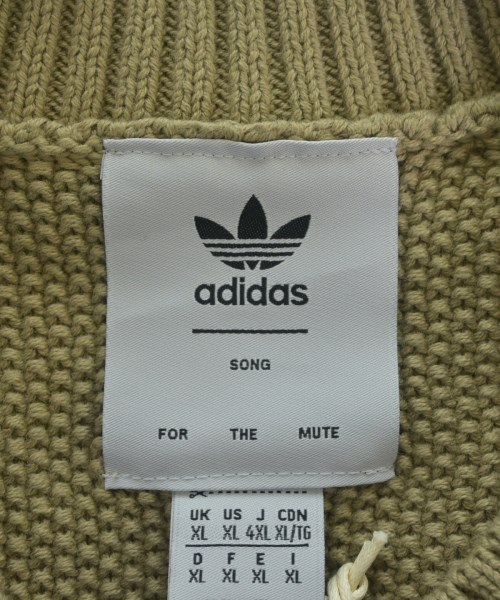 adidas
SONG
FOR THE MUTE
UK US J CDN
XL XL 4XL XL/TG
D F E I
XL XL XL XL